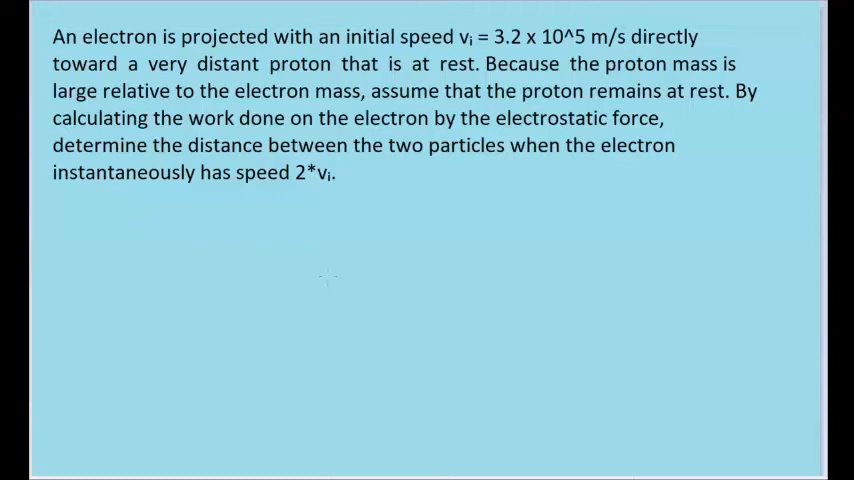 An electron is projected with an initial speed vᵢ = 3.2 x 10^5 m/s directly
toward a very distant proton that is at rest. Because the proton mass is
large relative to the electron mass, assume that the proton remains at rest. By
calculating the work done on the electron by the electrostatic force,
determine the distance between the two particles when the electron
instantaneously has speed 2*vᵢ.